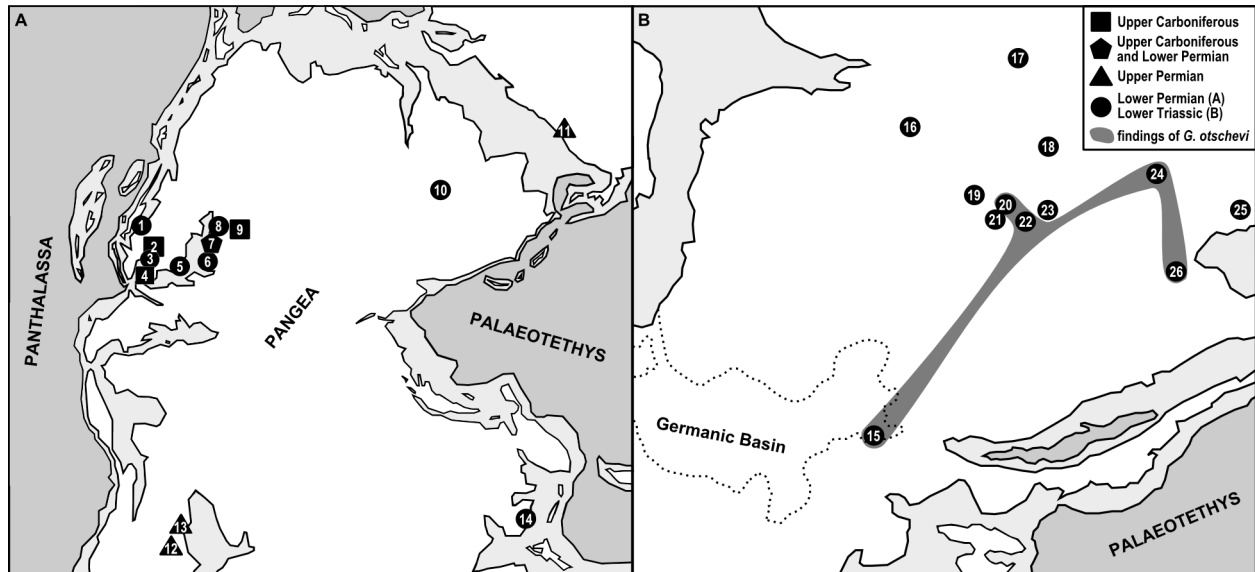 A
PANTHALASSA
PANGEA
PALAEOTETHYS
1
2
3
4
5
6
7
8
9
10
11
12
13
14
B
Upper Carboniferous
Upper Carboniferous
and Lower Permian
Upper Permian
Lower Permian (A)
Lower Triassic (B)
findings of G. otschevi
17
16
18
19
20
21
22
23
24
25
26
15
Germanic Basin
PALAEOTETHYS